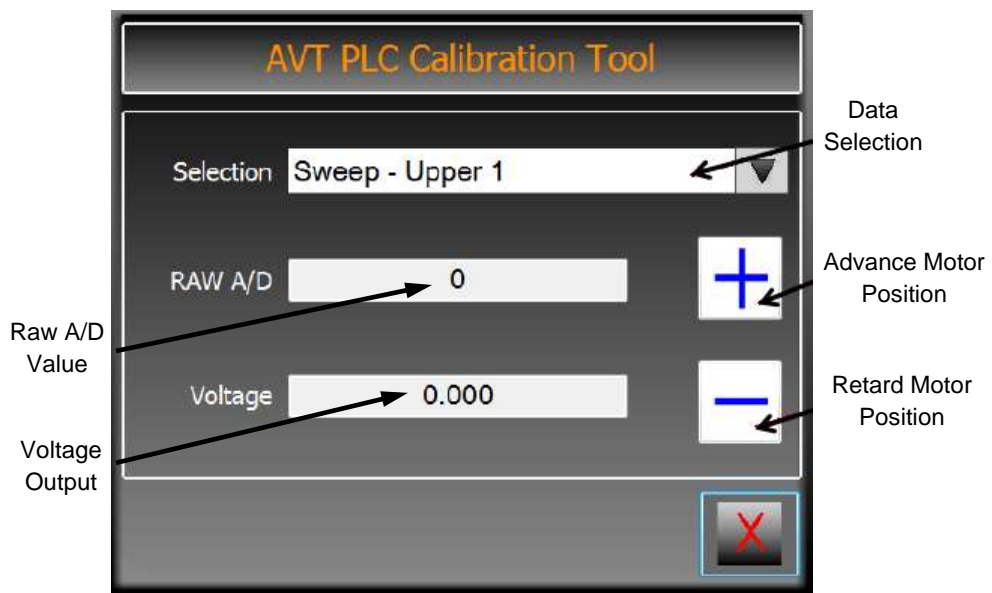 AVT PLC Calibration Tool
Data
Selection
Selection
Sweep - Upper 1
Advance Motor
Position
RAW A/D
0
Raw A/D
Value
Retard Motor
Position
Voltage
0.000
Voltage
Output
X